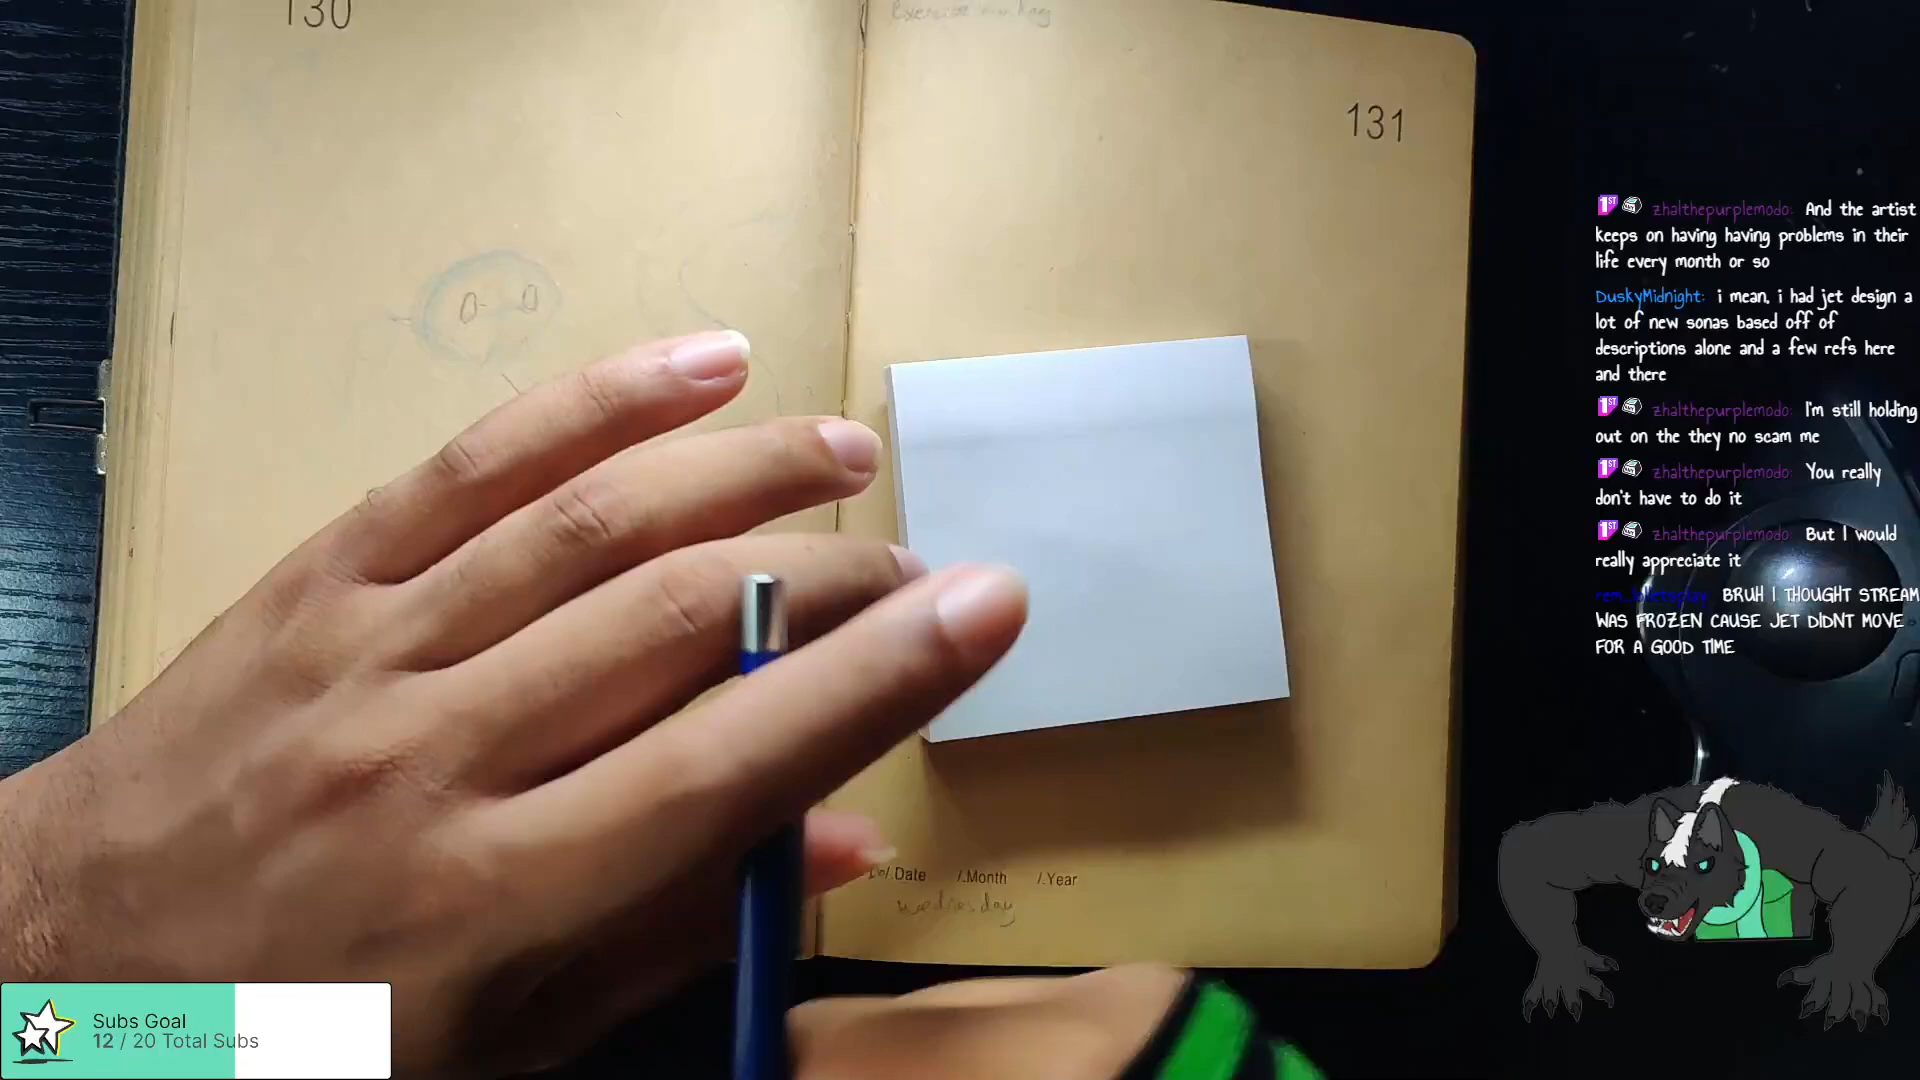 130
131
zhalthepurplemodo: And the artist
keeps on having having problems in their
life every month or so
DuskyMidnight: i mean, i had jet design a
lot of new sonas based off of
descriptions alone and a few refs here
and there
zhalthepurplemodo: I'm still holding
out on the they no scam me
zhalthepurplemodo: You really
don't have to do it
zhalthepurplemodo: But I would
really appreciate it
BRUH I THOUGHT STREAM
WAS FROZEN CAUSE JET DIDNT MOVE
FOR A GOOD TIME
/.Date /.Month /.Year
wednesday
Subs Goal
12 / 20 Total Subs